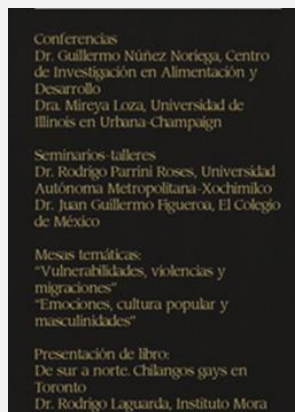 Conferencias
Dr. Guillermo Núñez Noriega, Centro
de Investigación en Alimentación y
Desarrollo
Dra. Mireya Loza, Universidad de
Illinois en Urbana-Champaign
Seminarios-talleres
Dr. Rodrigo Parrini Roses, Universidad
Autónoma Metropolitana-Xochimilco
Dr. Juan Guillermo Figueroa, El Colegio
de México
Mesas temáticas:
"Vulnerabilidades, violencias y
migraciones"
"Emociones, cultura popular y
masculinidades"
Presentación de libro:
De sur a norte. Chilangos gays en
Toronto
Dr. Rodrigo Laguarda, Instituto Mora